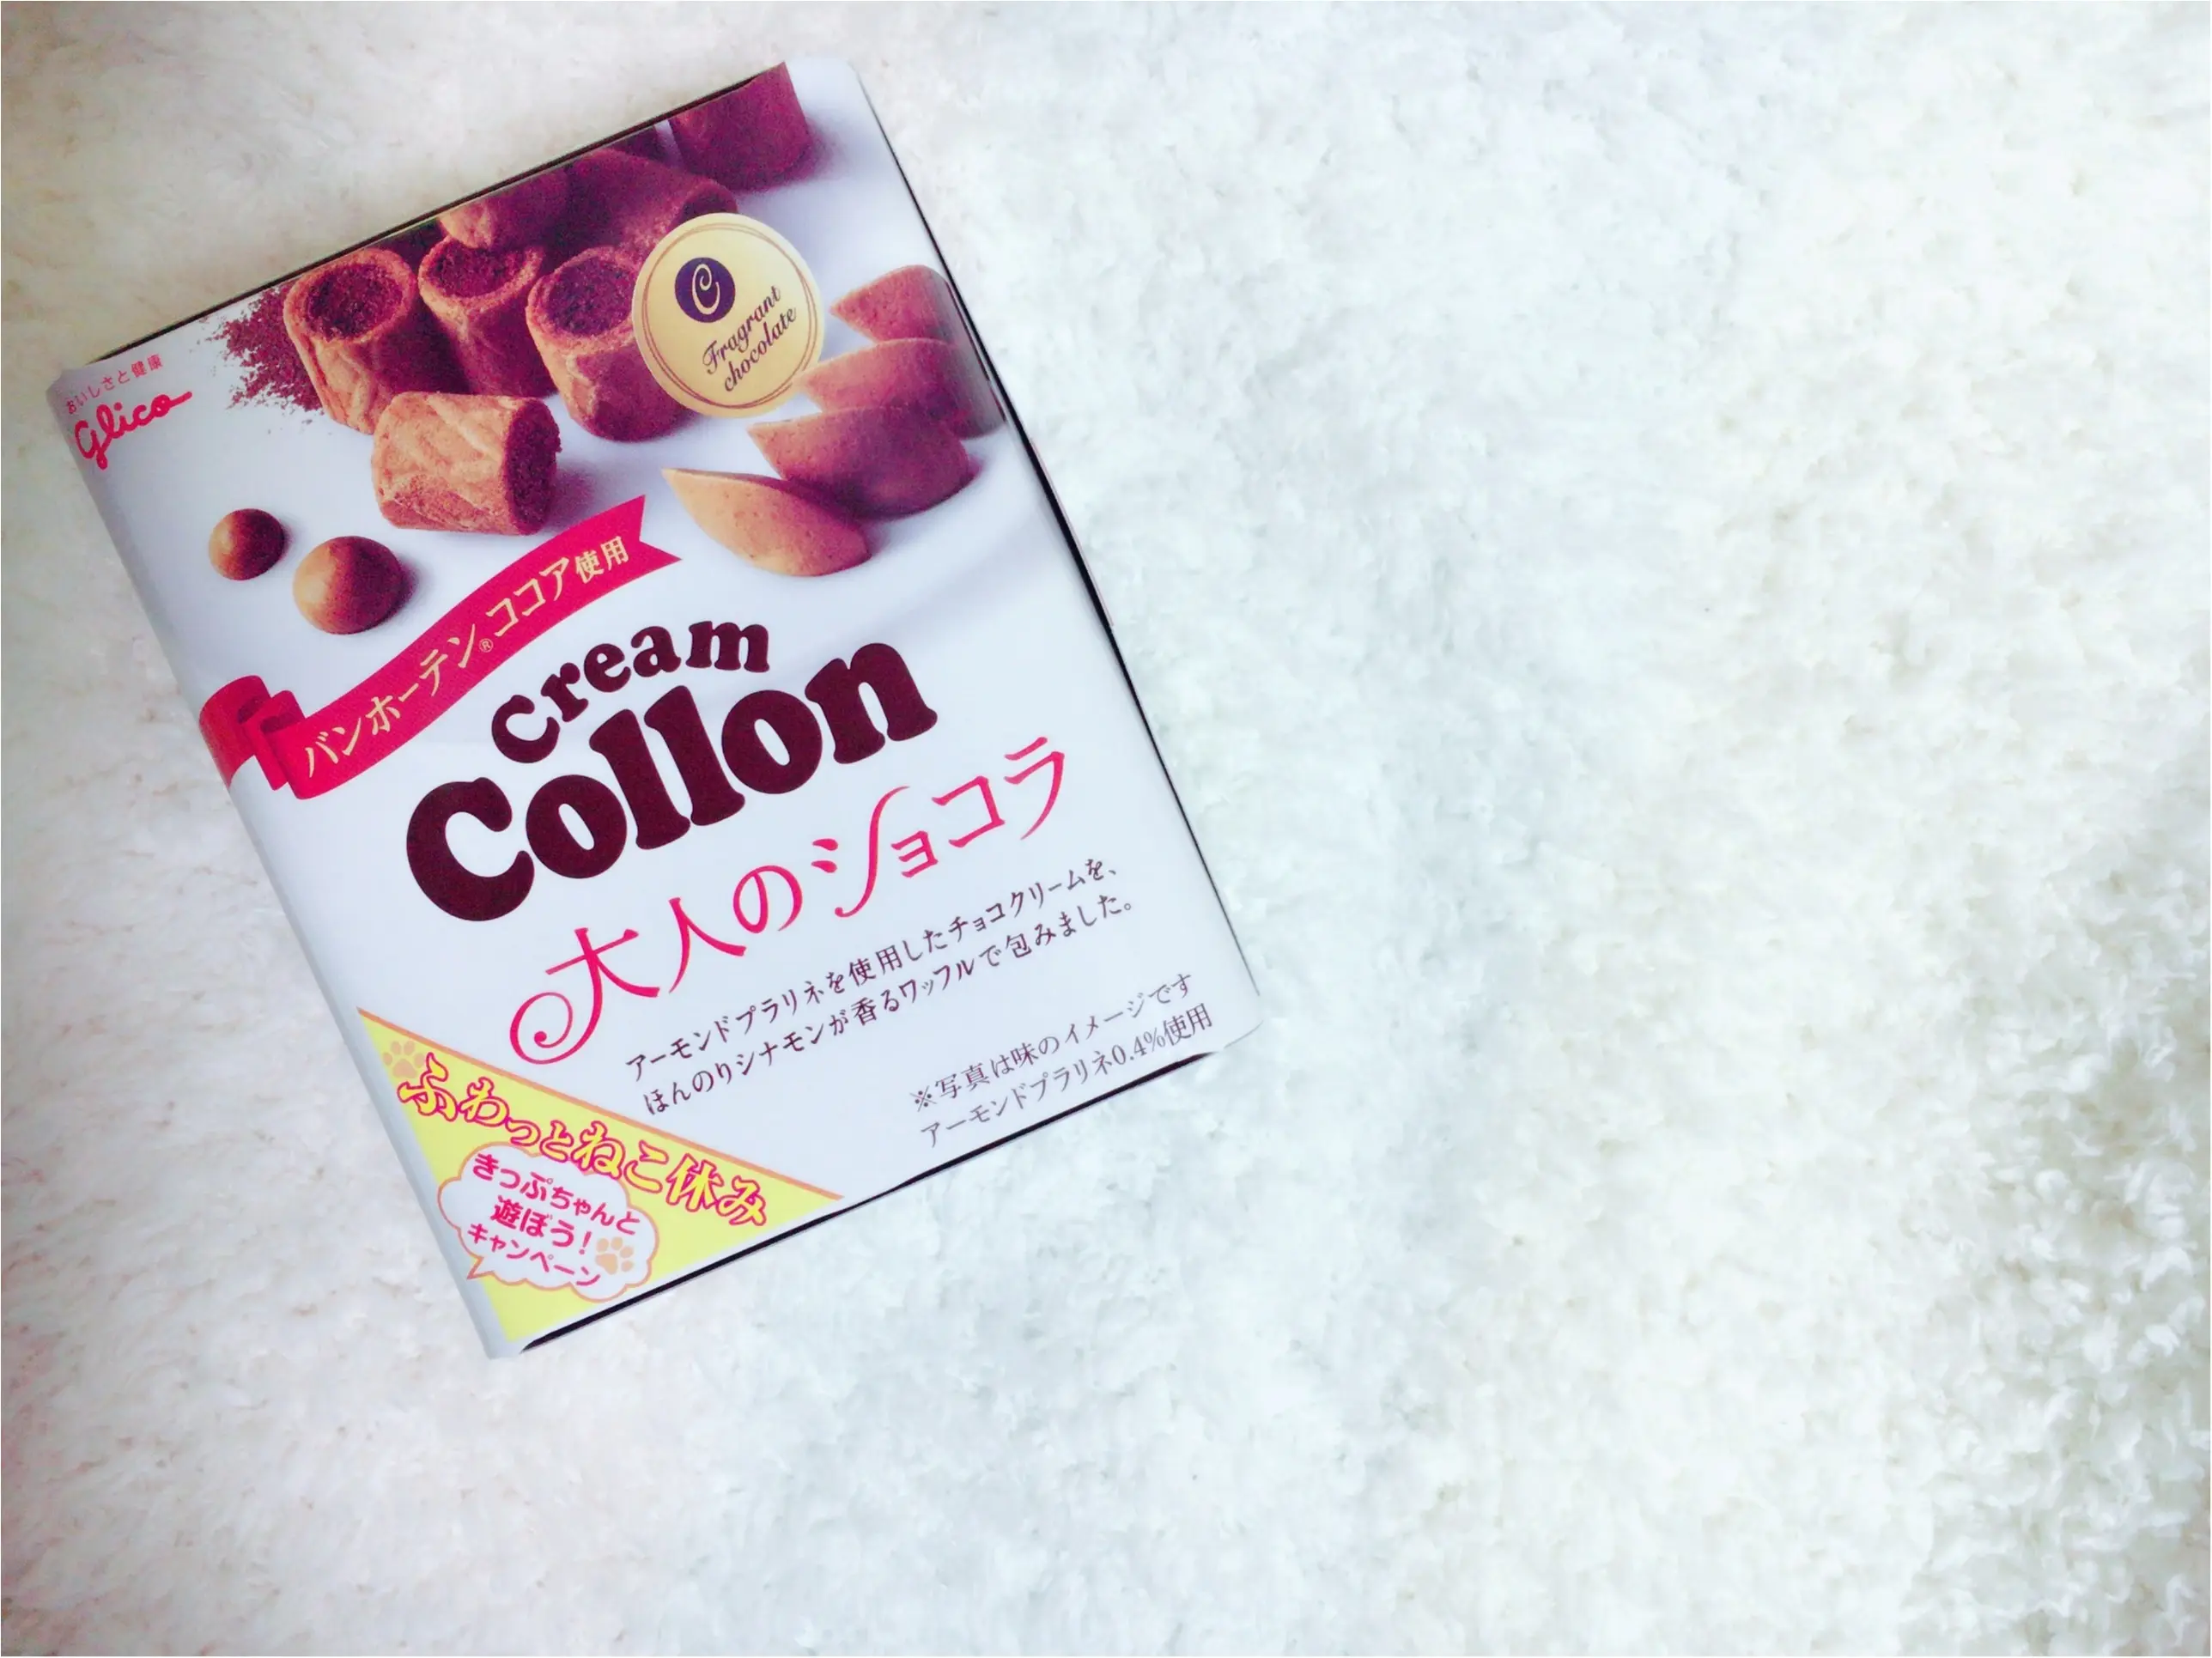 おいしさと健康
glico
C
Fragrant
chocolate
バンホーテン®ココア使用
cream
Collon
大人のショコラ
アーモンドプラリネを使用したチョコクリームを、
ほんのりシナモンが香るワッフルで包みました。
※写真は味のイメージです
アーモンドプラリネ0.4%使用
ふわっとねこ休み
きっぷちゃんと
遊ぼう!
キャンペーン